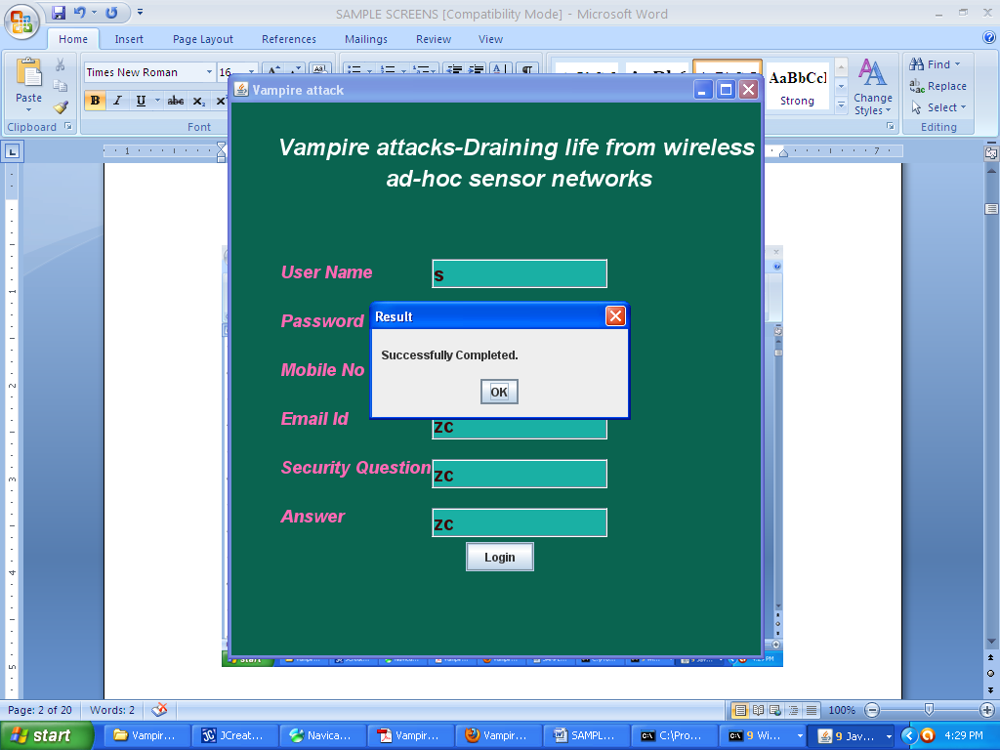 SAMPLE SCREENS [Compatibility Mode] - Microsoft Word
Home Insert Page Layout References Mailings Review View
Paste
Clipboard
Times New Roman 16
B I U abc x x²
Font
AaBbCcl
Strong
Change
Styles
Find
Replace
Select
Editing
Vampire attack
Vampire attacks-Draining life from wireless
ad-hoc sensor networks
User Name s
Password
Result
Successfully Completed.
OK
Mobile No
Email Id zc
Security Question zc
Answer zc
Login
Page: 2 of 20 Words: 2 100%
start Vampir... JCreat... Navica... Vampir... Vampir... SAMPL... C:\Pro... 9 Wi... 9 Jav... 4:29 PM